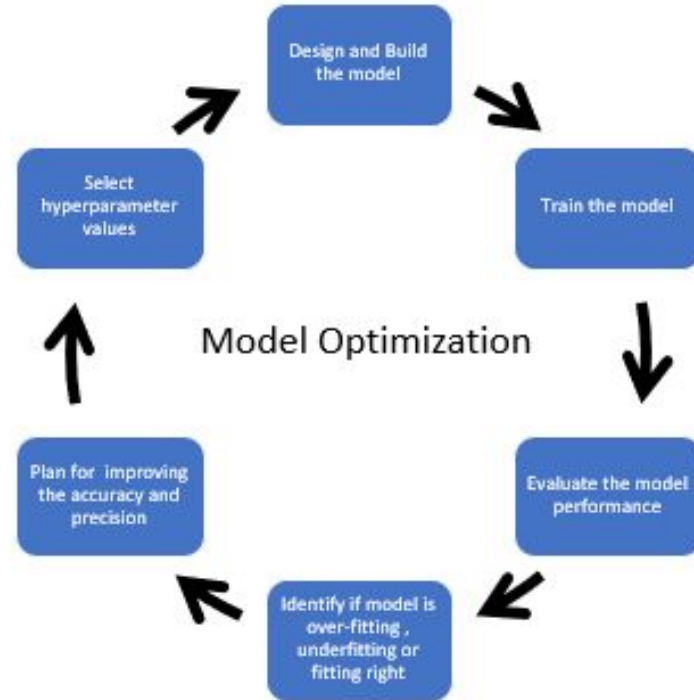 Design and Build
the model
Train the model
Evaluate the model
performance
Identify if model is
over-fitting ,
underfitting or
fitting right
Plan for  improving
the accuracy and
precision
Select
hyperparameter
values
Model Optimization